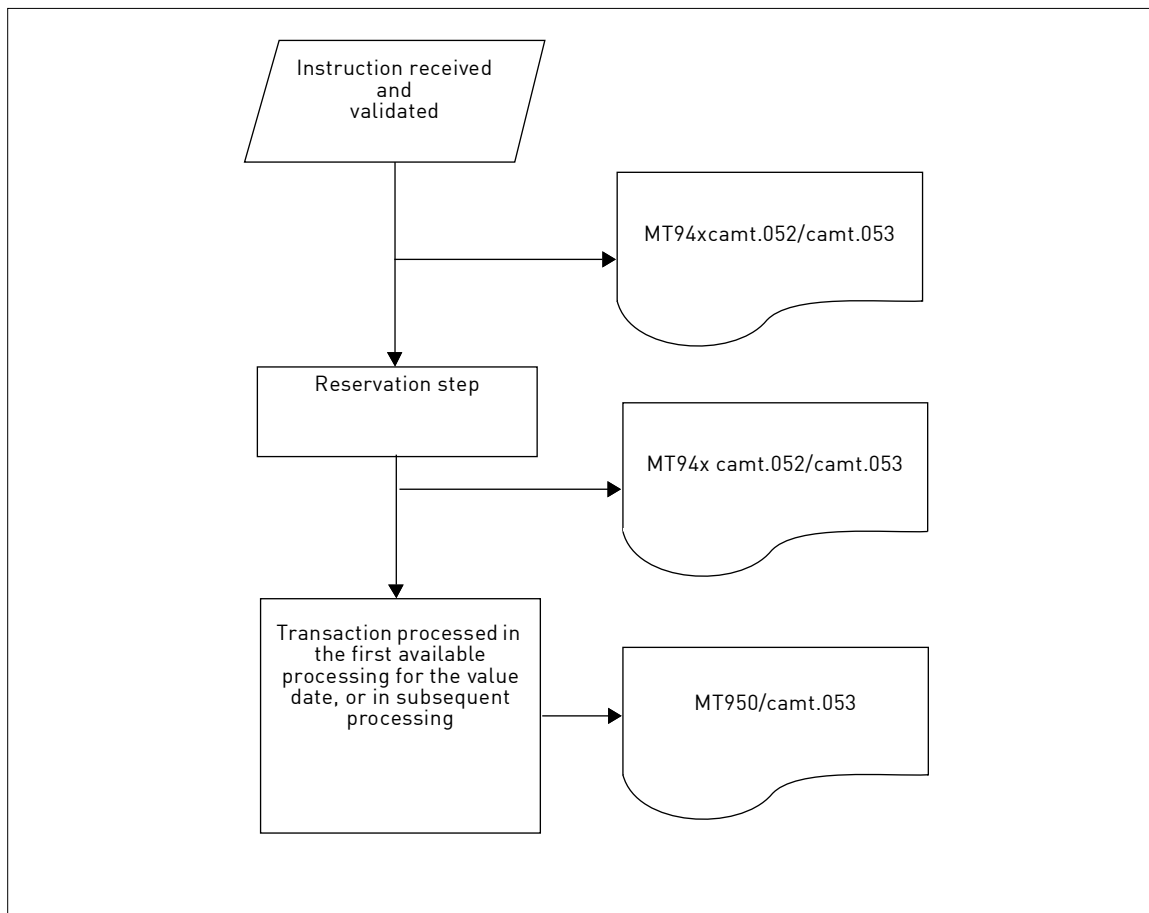 Instruction received
and
validated
MT94xcamt.052/camt.053
Reservation step
MT94x camt.052/camt.053
Transaction processed in
the first available
processing for the value
date, or in subsequent
processing
MT950/camt.053